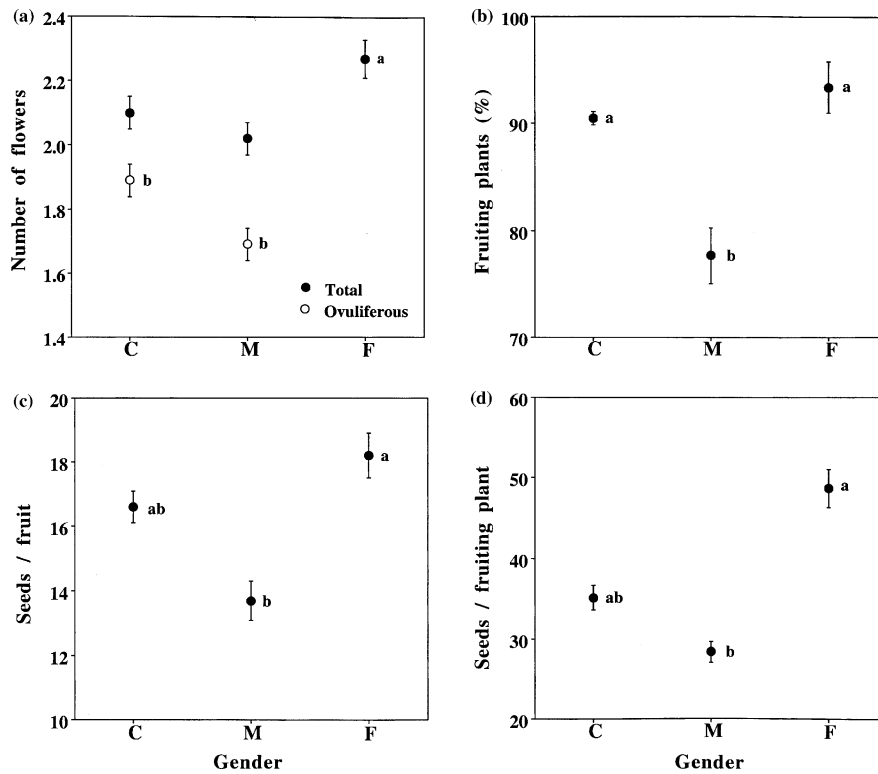 (a)
2.4
2.2
2.0
1.8
1.6
1.4
Number of flowers
a
b
b
Total
Ovuliferous
C M F
(b)
100
90
80
70
Fruiting plants (%)
a
b
a
C M F
(c)
20
18
16
14
12
10
Seeds / fruit
ab
b
a
C M F
Gender
(d)
60
50
40
30
20
Seeds / fruiting plant
ab
b
a
C M F
Gender